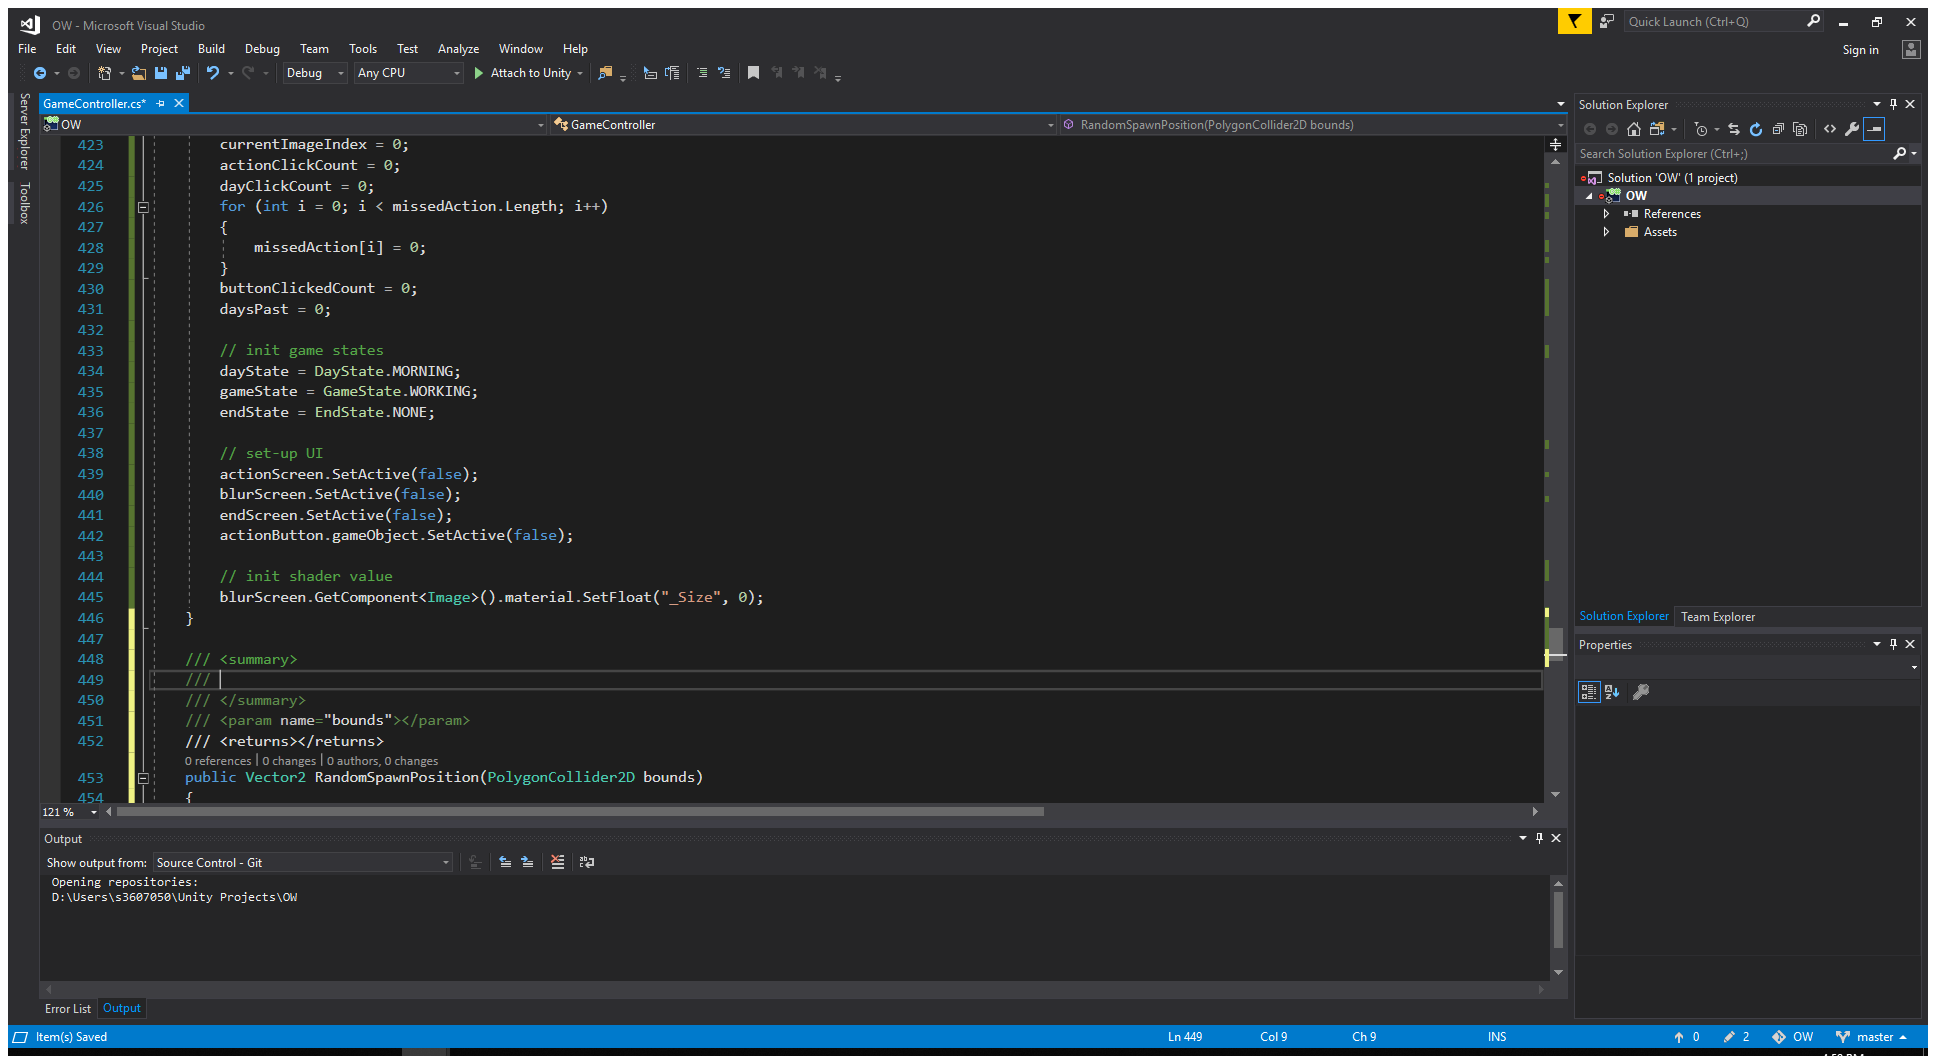 OW - Microsoft Visual Studio
Quick Launch (Ctrl+Q)
File Edit View Project Build Debug Team Tools Test Analyze Window Help
Sign in
Debug Any CPU Attach to Unity
Server Explorer
Toolbox
GameController.cs*
OW GameController RandomSpawnPosition(PolygonCollider2D bounds)
423 currentImageIndex = 0;
424 actionClickCount = 0;
425 dayClickCount = 0;
426 for (int i = 0; i < missedAction.Length; i++)
427 {
428 missedAction[i] = 0;
429 }
430 buttonClickedCount = 0;
431 daysPast = 0;
432
433 // init game states
434 dayState = DayState.MORNING;
435 gameState = GameState.WORKING;
436 endState = EndState.NONE;
437
438 // set-up UI
439 actionScreen.SetActive(false);
440 blurScreen.SetActive(false);
441 endScreen.SetActive(false);
442 actionButton.gameObject.SetActive(false);
443
444 // init shader value
445 blurScreen.GetComponent<Image>().material.SetFloat("_Size", 0);
446 }
447
448 /// <summary>
449 ///
450 /// </summary>
451 /// <param name="bounds"></param>
452 /// <returns></returns>
0 references | 0 changes | 0 authors, 0 changes
453 public Vector2 RandomSpawnPosition(PolygonCollider2D bounds)
454 {
121 %
Output
Show output from: Source Control - Git
Opening repositories:
D:\Users\s3607050\Unity Projects\OW
Error List Output
Solution Explorer
Search Solution Explorer (Ctrl+;)
Solution 'OW' (1 project)
OW
References
Assets
Solution Explorer Team Explorer
Properties
Item(s) Saved Ln 449 Col 9 Ch 9 INS 0 2 OW master